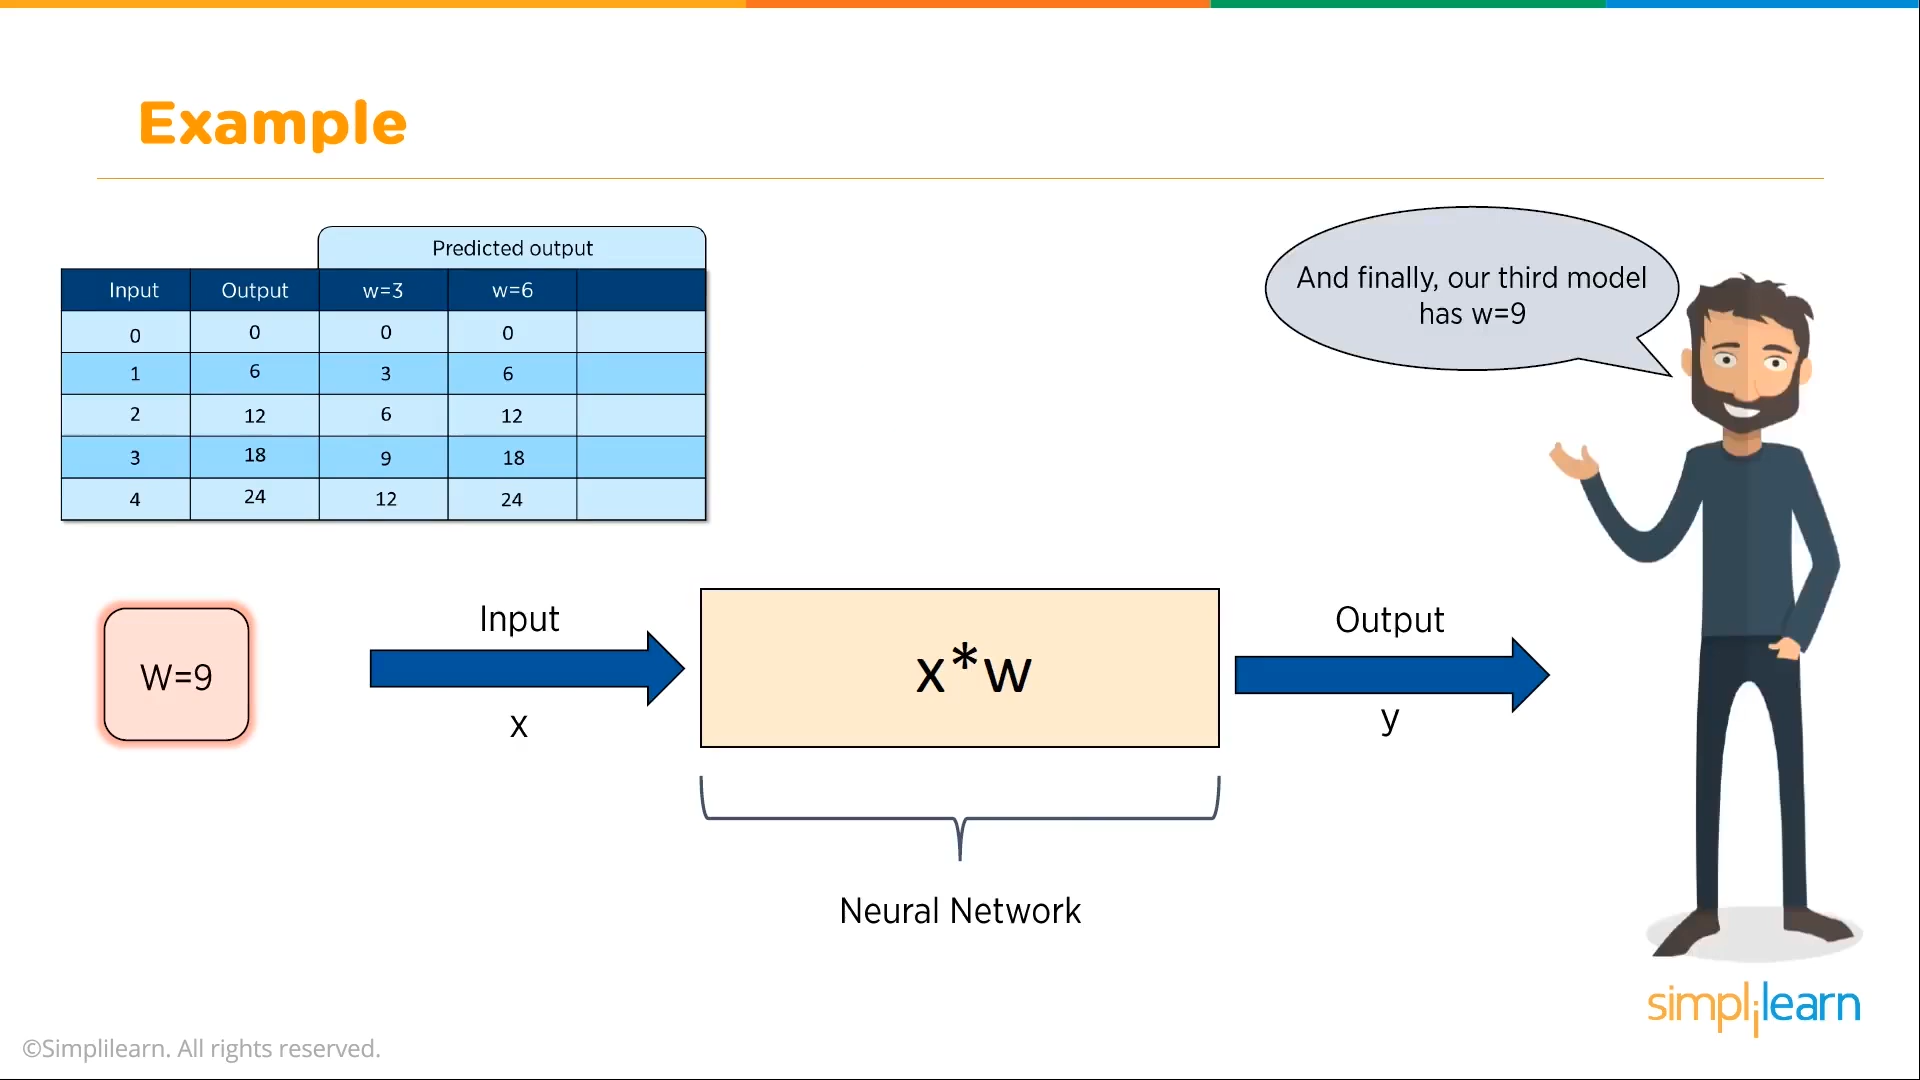 Example
Predicted output
Input Output w=3 w=6
0 0 0 0
1 6 3 6
2 12 6 12
3 18 9 18
4 24 12 24
And finally, our third model
has w=9
W=9
Input
x
x*w
Output
y
Neural Network
simplilearn
©Simplilearn. All rights reserved.